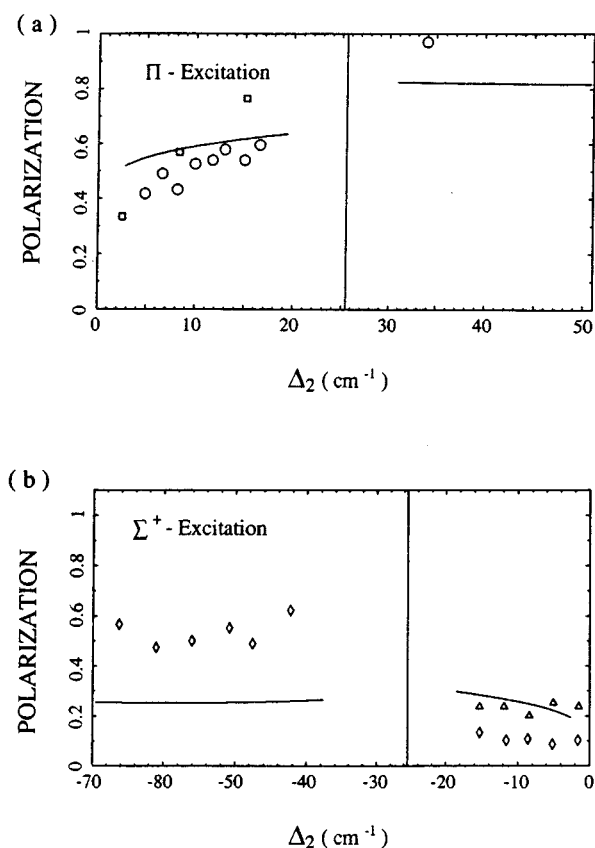 ( a )
POLARIZATION
1
0.8
0.6
0.4
0.2
0
Π - Excitation
0 10 20 30 40 50
Δ₂ ( cm⁻¹ )
( b )
POLARIZATION
1
0.8
0.6
0.4
0.2
0
Σ⁺ - Excitation
-70 -60 -50 -40 -30 -20 -10 0
Δ₂ ( cm⁻¹ )